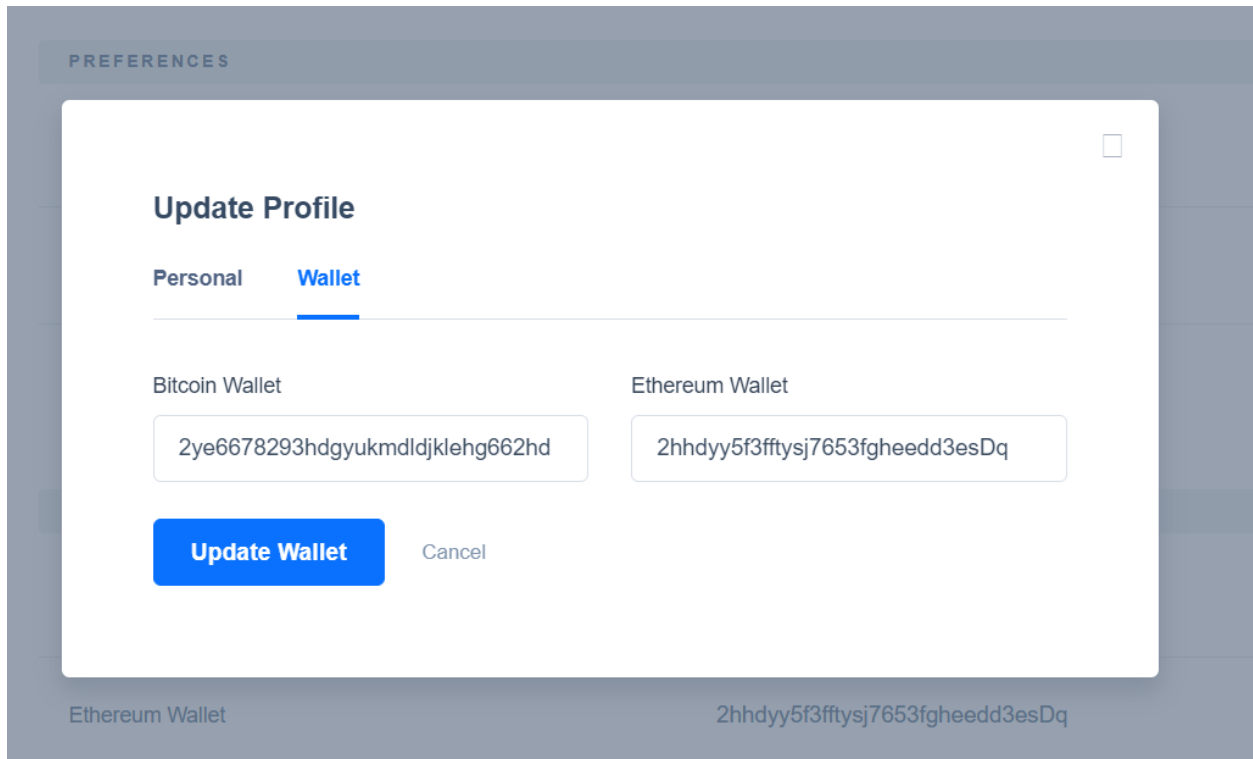 PREFERENCES
Update Profile
Personal Wallet
Bitcoin Wallet Ethereum Wallet
2ye6678293hdgyukmdldjklehg662hd 2hhdyy5f3fftysj7653fgheedd3esDq
Update Wallet Cancel
Ethereum Wallet 2hhdyy5f3fftysj7653fgheedd3esDq